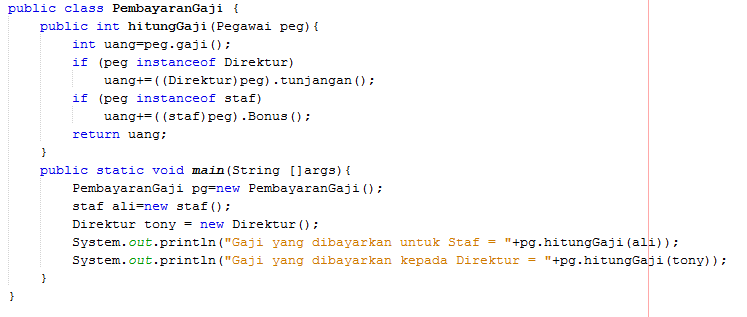 public class PembayaranGaji {
    public int hitungGaji(Pegawai peg){
        int uang=peg.gaji();
        if (peg instanceof Direktur)
            uang+=((Direktur)peg).tunjangan();
        if (peg instanceof staf)
            uang+=((staf)peg).Bonus();
        return uang;
    }
    public static void main(String []args){
        PembayaranGaji pg=new PembayaranGaji();
        staf ali=new staf();
        Direktur tony = new Direktur();
        System.out.println("Gaji yang dibayarkan untuk Staf = "+pg.hitungGaji(ali));
        System.out.println("Gaji yang dibayarkan kepada Direktur = "+pg.hitungGaji(tony));
    }
}